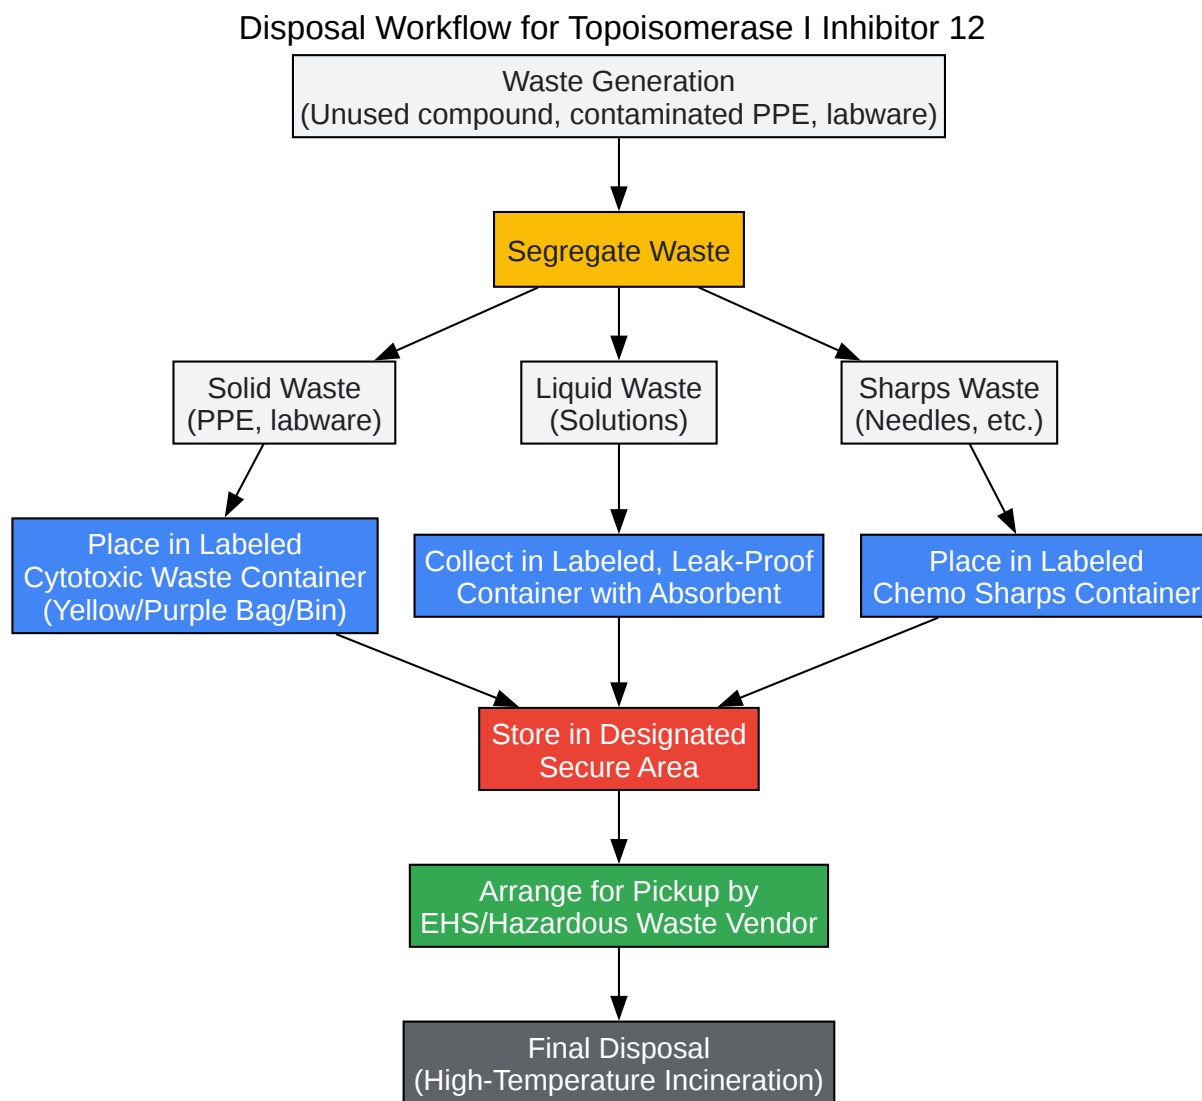 Disposal Workflow for Topoisomerase I Inhibitor 12
Waste Generation
(Unused compound, contaminated PPE, labware)
Segregate Waste
Solid Waste
(PPE, labware)
Liquid Waste
(Solutions)
Sharps Waste
(Needles, etc.)
Place in Labeled
Cytotoxic Waste Container
(Yellow/Purple Bag/Bin)
Collect in Labeled, Leak-Proof
Container with Absorbent
Place in Labeled
Chemo Sharps Container
Store in Designated
Secure Area
Arrange for Pickup by
EHS/Hazardous Waste Vendor
Final Disposal
(High-Temperature Incineration)